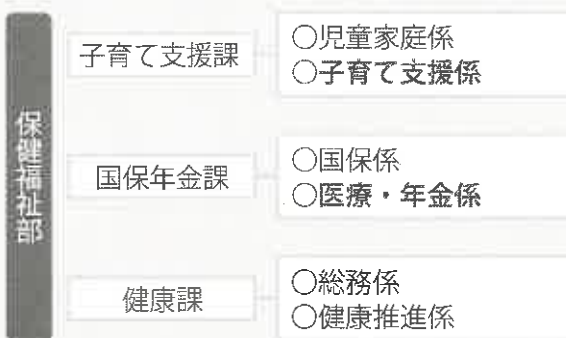 保健福祉部
子育て支援課
○児童家庭係
○子育て支援係
国保年金課
○国保係
○医療・年金係
健康課
○総務係
○健康推進係